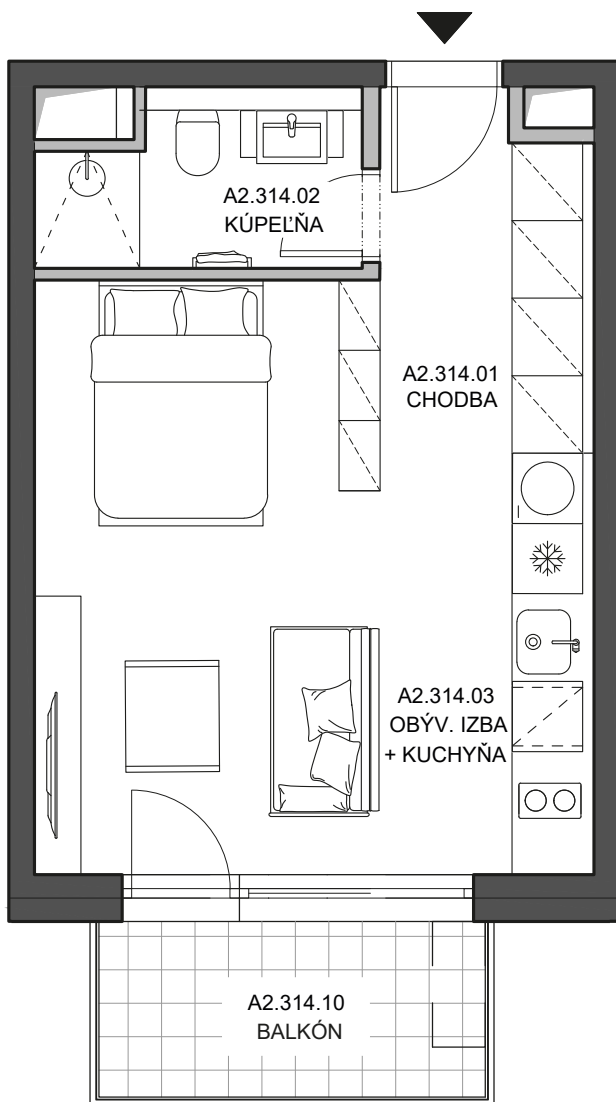 A2.314.02
KÚPEĽŇA
A2.314.01
CHODBA
A2.314.03
OBÝV. IZBA
+ KUCHYŇA
A2.314.10
BALKÓN